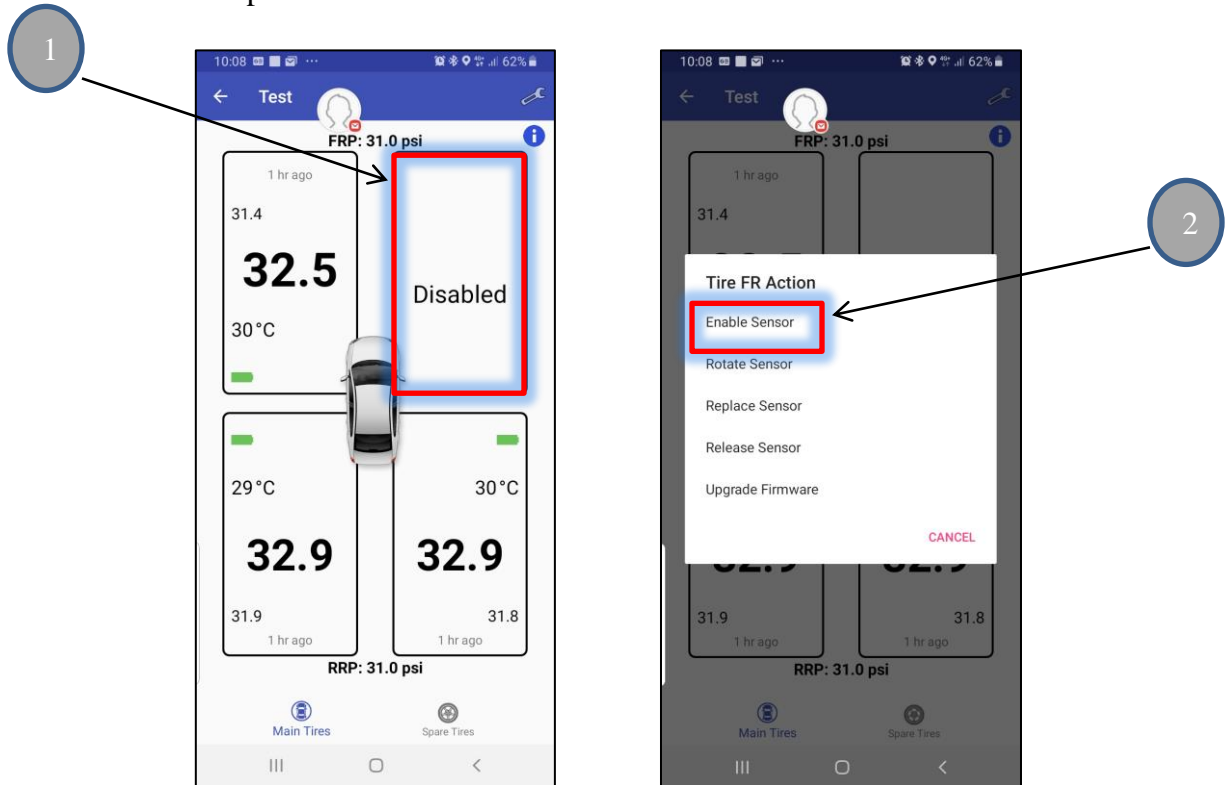 1
10:08 62%
Test
FRP: 31.0 psi
1 hr ago
31.4
32.5
30°C
Disabled
29°C 30°C
32.9 32.9
31.9 31.8
1 hr ago 1 hr ago
RRP: 31.0 psi
Main Tires Spare Tires
2
10:08 62%
Test
FRP: 31.0 psi
1 hr ago
31.4
Tire FR Action
Enable Sensor
Rotate Sensor
Replace Sensor
Release Sensor
Upgrade Firmware
CANCEL
31.9 31.8
1 hr ago 1 hr ago
RRP: 31.0 psi
Main Tires Spare Tires